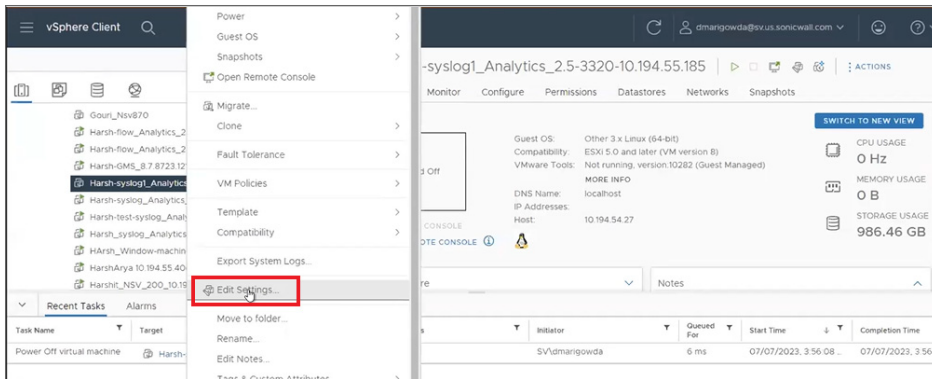 vSphere Client
dmarigowda@sv.us.sonicwall.com
Power
Guest OS
Snapshots
Open Remote Console
Migrate...
Clone
Fault Tolerance
VM Policies
Template
Compatibility
Export System Logs...
Edit Settings...
Move to folder...
Rename...
Edit Notes...
Tags & Custom Attributes
Gouri_Nsv870
Harsh-flow_Analytics_2
Harsh-GMS_8.7.8723.12
Harsh-syslog1_Analytics
Harsh-syslog_Analytics_
Harsh-test-syslog_Analy
Harsh_syslog_Analytics
HArsh_Window-machin
HarshArya 10.194.55.40
Harshit_NSV_200_10.19
-syslog1_Analytics_2.5-3320-10.194.55.185
ACTIONS
Monitor Configure Permissions Datastores Networks Snapshots
SWITCH TO NEW VIEW
d Off
CONSOLE
OTE CONSOLE
Guest OS: Other 3.x Linux (64-bit)
Compatibility: ESXi 5.0 and later (VM version 8)
VMware Tools: Not running, version:10282 (Guest Managed)
MORE INFO
DNS Name: localhost
IP Addresses:
Host: 10.194.54.27
CPU USAGE
0 Hz
MEMORY USAGE
0 B
STORAGE USAGE
986.46 GB
re
Notes
Recent Tasks Alarms
Task Name Target s Initiator Queued For Start Time Completion Time
Power Off virtual machine Harsh- SV\dmarigowda 6 ms 07/07/2023, 3:56:08 ... 07/07/2023, 3:56